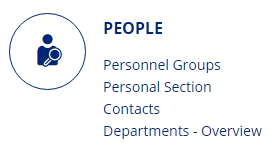 PEOPLE
Personnel Groups
Personal Section
Contacts
Departments - Overview